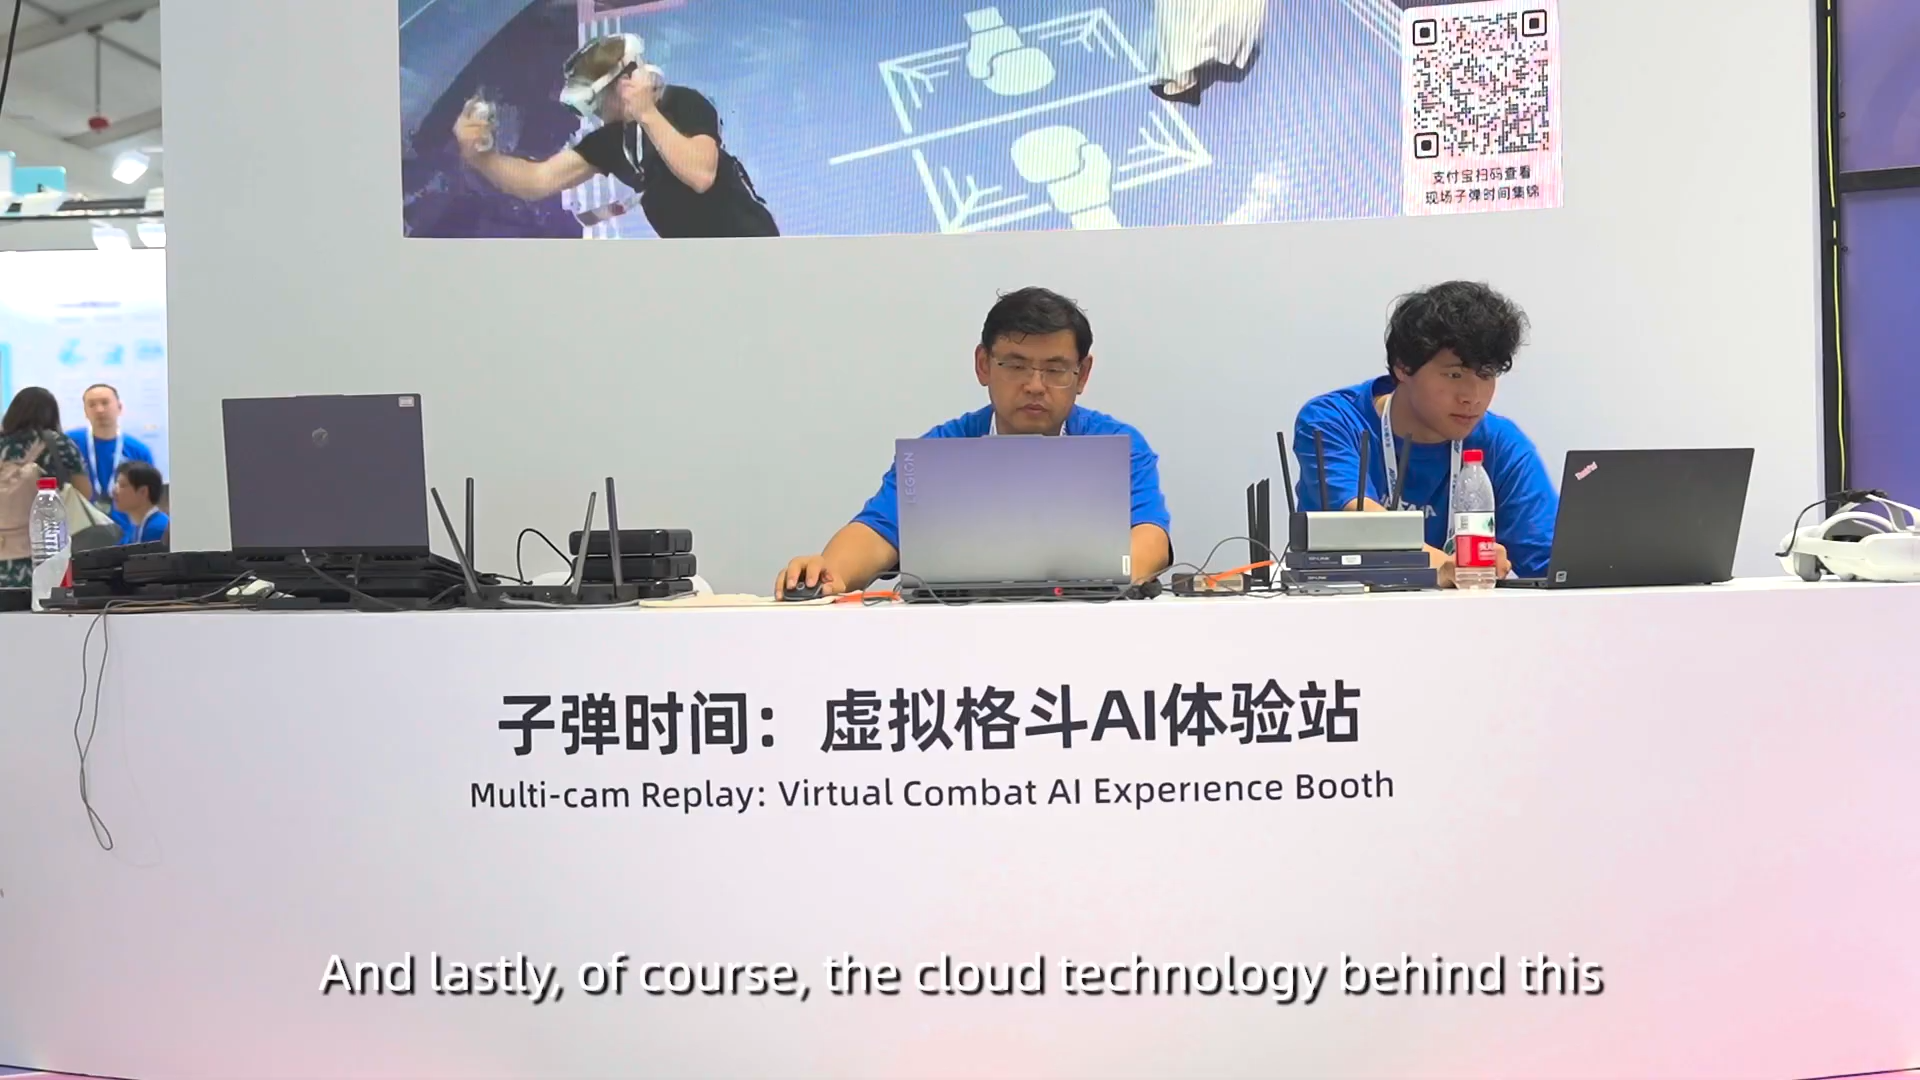 支付宝扫码查看
现场子弹时间集锦
LEGION
ThinkPad
子弹时间：虚拟格斗AI体验站
Multi-cam Replay: Virtual Combat AI Experience Booth
And lastly, of course, the cloud technology behind this